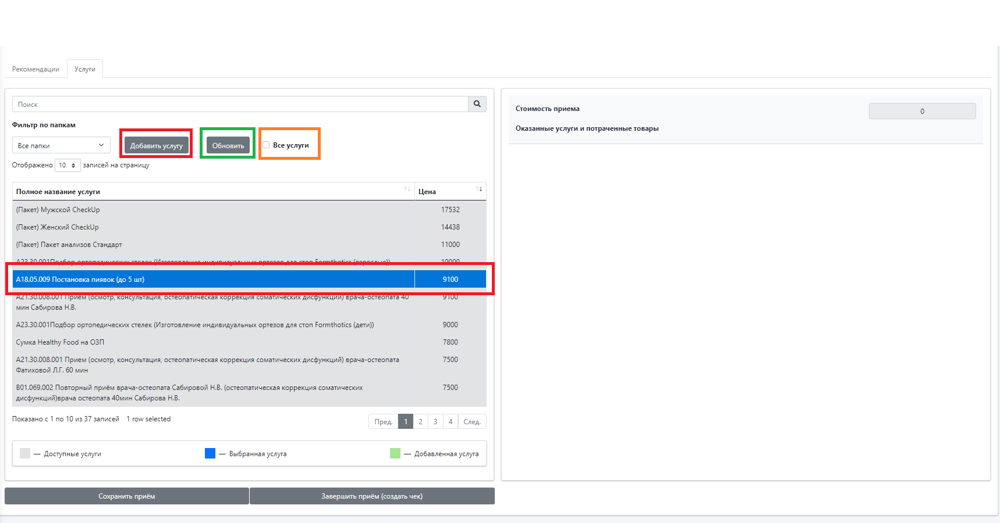 Рекомендации Услуги
Поиск
Фильтр по папкам
Все папки Добавить услугу Обновить Все услуги
Отображено 10 записей на страницу
Полное название услуги Цена
(Пакет) Мужской CheckUp 17532
(Пакет) Женский CheckUp 14438
(Пакет) Пакет анализов Стандарт 11000
A23.30.001Подбор ортопедических стелек (Изготовление индивидуальных ортезов для стоп Formthotics (взрослые)) 10000
A18.05.009 Постановка пиявок (до 5 шт) 9100
A21.30.008.001 Прием (осмотр, консультация, остеопатическая коррекция соматических дисфункций) врача-остеопата 40 9100
мин Сабирова Н.В.
A23.30.001Подбор ортопедических стелек (Изготовление индивидуальных ортезов для стоп Formthotics (дети)) 9000
Сумка Healthy Food на ОЗП 7800
A21.30.008.001 Прием (осмотр, консультация, остеопатическая коррекция соматических дисфункций) врача-остеопата 7500
Фатиховой Л.Г. 60 мин
B01.069.002 Повторный приём врача-остеопата Сабировой Н.В. (остеопатическая коррекция соматических 7500
дисфункций)врача остеопата 40мин Сабирова Н.В.
Показано с 1 по 10 из 37 записей 1 row selected
Пред. 1 2 3 4 След.
— Доступные услуги — Выбранная услуга — Добавленная услуга
Сохранить приём Завершить приём (создать чек)
Стоимость приема 0
Оказанные услуги и потраченные товары